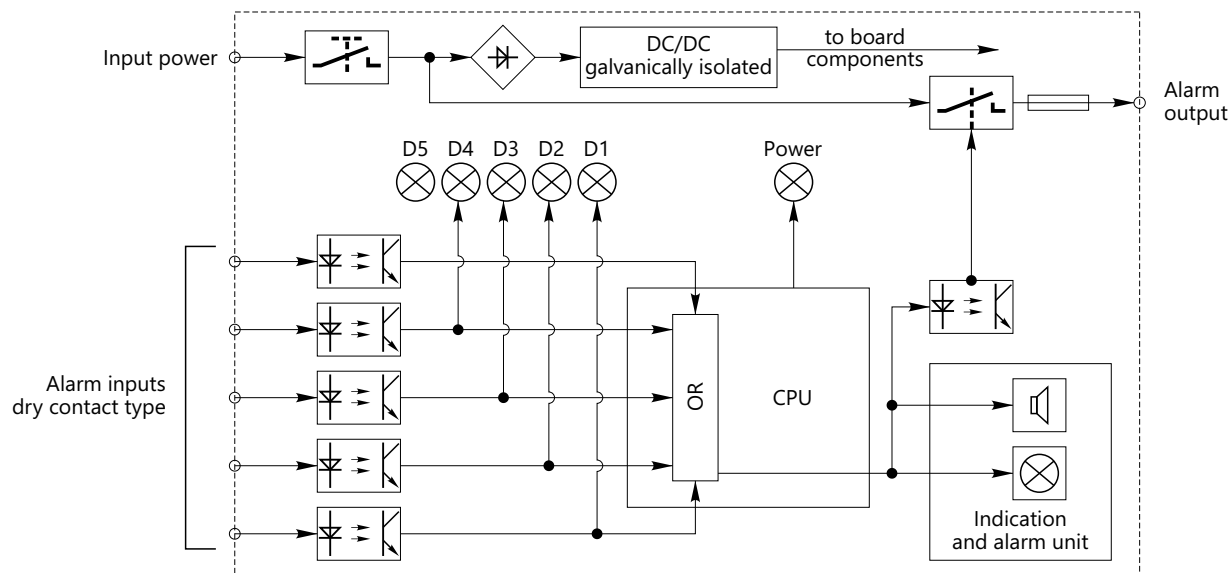 Input power
DC/DC
galvanically isolated
to board
components
Alarm
output
D5 D4 D3 D2 D1
Power
Alarm inputs
dry contact type
OR
CPU
Indication
and alarm unit